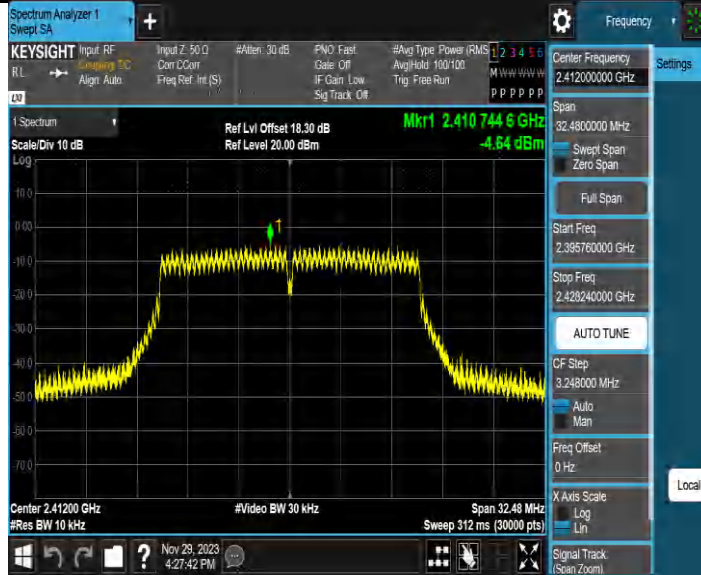 Spectrum Analyzer 1
Swept SA
+
Frequency
KEYSIGHT
Input: RF
Coupling: DC
Align: Auto
Input Z: 50 Ω
Corr CCorr
Freq Ref: Int (S)
#Atten: 30 dB
PNO: Fast
Gate: Off
IF Gain: Low
Sig Track: Off
#Avg Type: Power (RMS)
Avg|Hold: 100/100
Trig: Free Run
1 2 3 4 5 6
M W W W W W
P P P P P P
RL
LXI
1 Spectrum
Scale/Div 10 dB
Ref Lvl Offset 18.30 dB
Ref Level 20.00 dBm
Mkr1 2.410 744 6 GHz
-4.64 dBm
Log
10.0
0.00
-10.0
-20.0
-30.0
-40.0
-50.0
-60.0
-70.0
1
Center 2.41200 GHz
#Res BW 10 kHz
#Video BW 30 kHz
Span 32.48 MHz
Sweep 312 ms (30000 pts)
Center Frequency
2.412000000 GHz
Settings
Span
32.4800000 MHz
Swept Span
Zero Span
Full Span
Start Freq
2.395760000 GHz
Stop Freq
2.428240000 GHz
AUTO TUNE
CF Step
3.248000 MHz
Auto
Man
Freq Offset
0 Hz
X Axis Scale
Log
Lin
Local
Signal Track
(Span Zoom)
?
Nov 29, 2023
4:27:42 PM